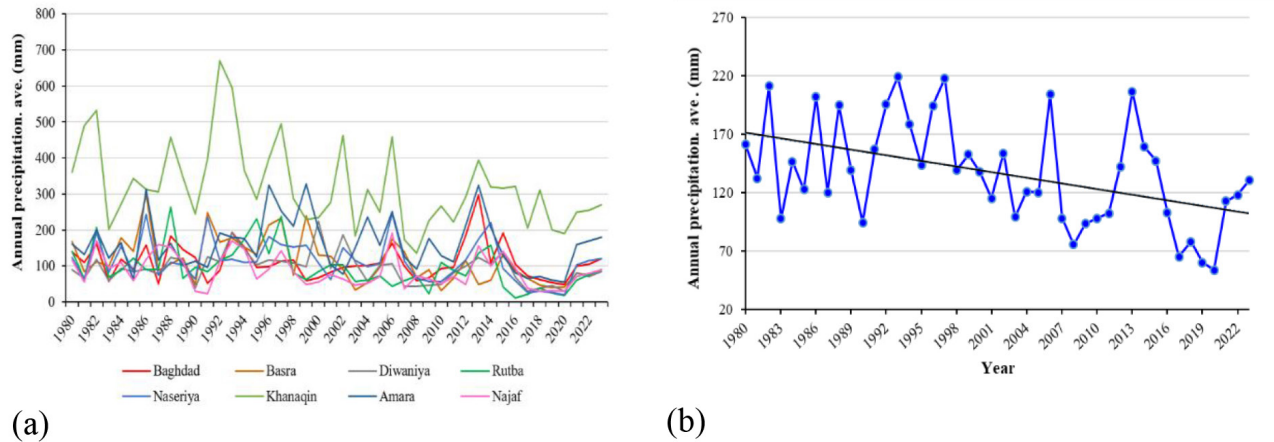 800
700
600
500
400
300
200
100
0
Annual precipitation. ave. (mm)
1980 1982 1984 1986 1988 1990 1992 1994 1996 1998 2000 2002 2004 2006 2008 2010 2012 2014 2016 2018 2020 2022
Baghdad Basra Diwaniya Rutba
Naseriya Khanaqin Amara Najaf
(a)
270
220
170
120
70
20
Annual precipition. ave . (mm)
1980 1983 1986 1989 1992 1995 1998 2001 2004 2007 2010 2013 2016 2019 2022
Year
(b)